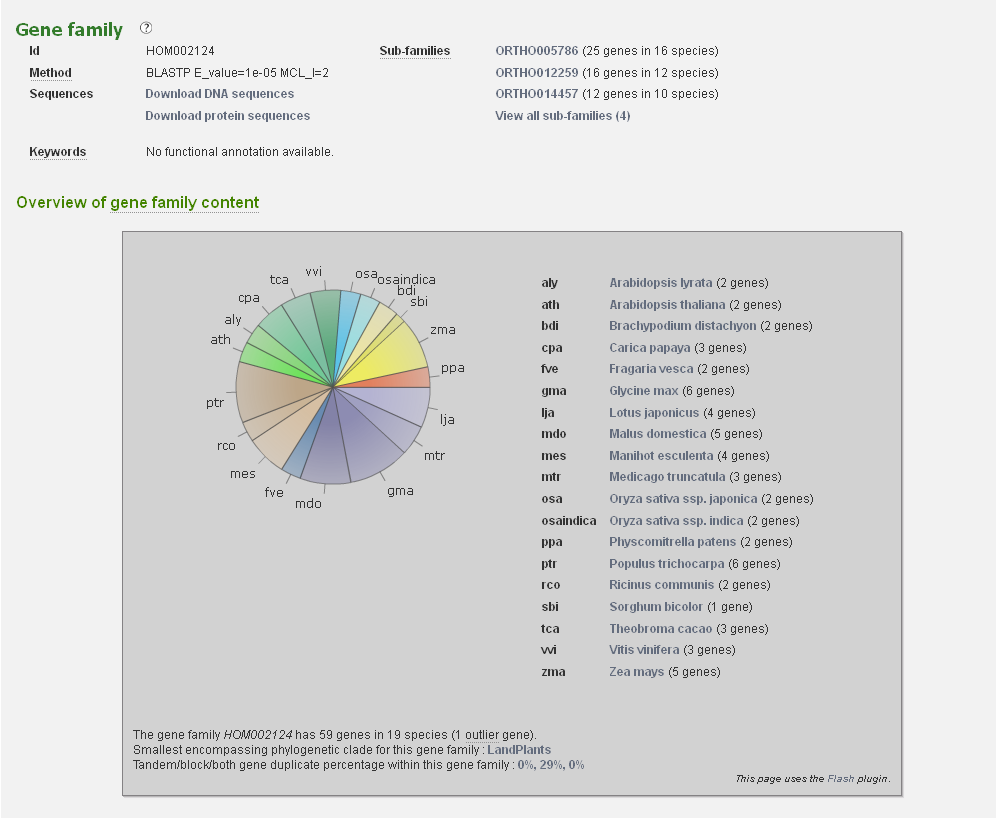 Gene family ?
Id HOM002124 Sub-families ORTHO005786 (25 genes in 16 species)
Method BLASTP E_value=1e-05 MCL_I=2 ORTHO012259 (16 genes in 12 species)
Sequences Download DNA sequences ORTHO014457 (12 genes in 10 species)
Download protein sequences View all sub-families (4)
Keywords No functional annotation available.
Overview of gene family content
vvi
osa
tca
osaindica
bdi
cpa
sbi
aly
zma
ath
ppa
ptr
lja
rco
mtr
mes
gma
fve
mdo
aly Arabidopsis lyrata (2 genes)
ath Arabidopsis thaliana (2 genes)
bdi Brachypodium distachyon (2 genes)
cpa Carica papaya (3 genes)
fve Fragaria vesca (2 genes)
gma Glycine max (6 genes)
lja Lotus japonicus (4 genes)
mdo Malus domestica (5 genes)
mes Manihot esculenta (4 genes)
mtr Medicago truncatula (3 genes)
osa Oryza sativa ssp. japonica (2 genes)
osaindica Oryza sativa ssp. indica (2 genes)
ppa Physcomitrella patens (2 genes)
ptr Populus trichocarpa (6 genes)
rco Ricinus communis (2 genes)
sbi Sorghum bicolor (1 gene)
tca Theobroma cacao (3 genes)
vvi Vitis vinifera (3 genes)
zma Zea mays (5 genes)
The gene family HOM002124 has 59 genes in 19 species (1 outlier gene).
Smallest encompassing phylogenetic clade for this gene family : LandPlants
Tandem/block/both gene duplicate percentage within this gene family : 0%, 29%, 0%
This page uses the Flash plugin.